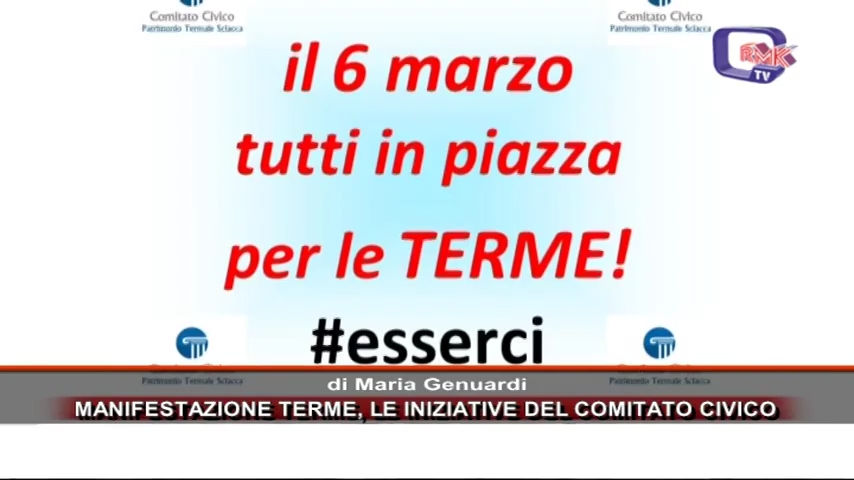 Comitato Civico
Patrimonio Termale Sciacca
Comitato Civico
Patrimonio Termale Sciacca
RMK
TV
il 6 marzo
tutti in piazza
per le TERME!
#esserci
Patrimonio Termale Sciacca
Patrimonio Termale Sciacca
di Maria Genuardi
MANIFESTAZIONE TERME, LE INIZIATIVE DEL COMITATO CIVICO